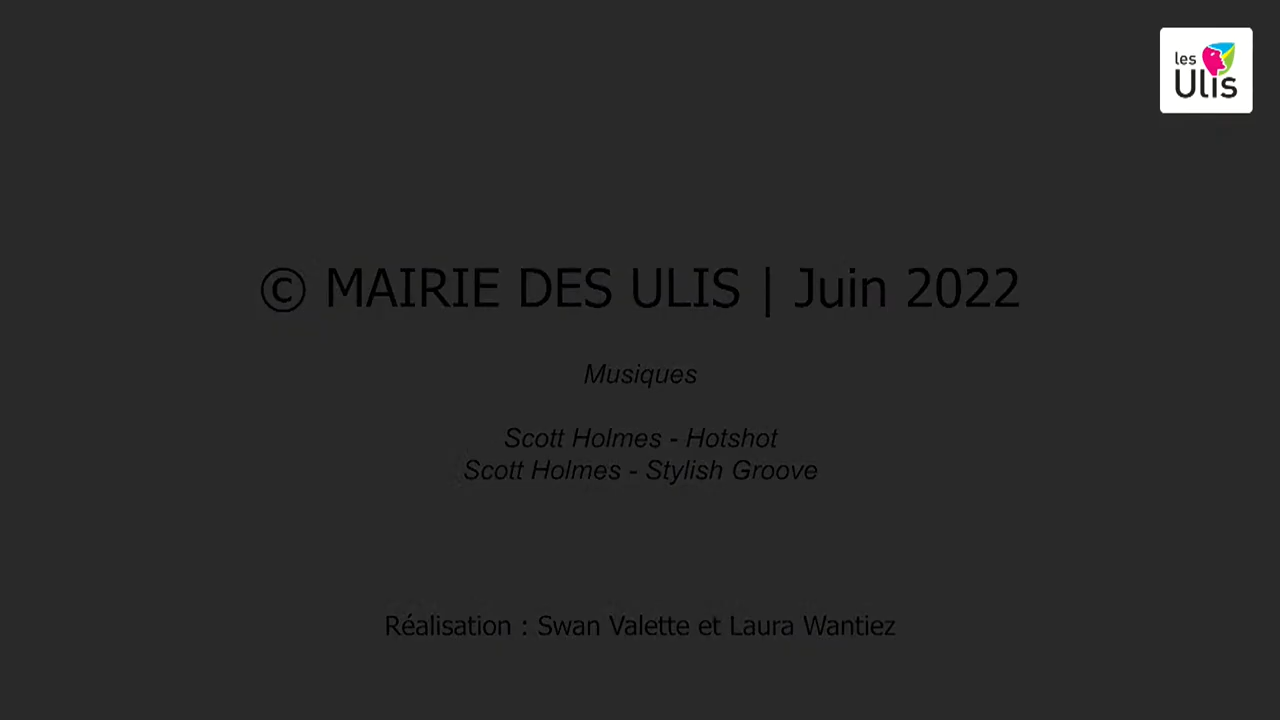 les
Ulis
© MAIRIE DES ULIS | Juin 2022
Musiques
Scott Holmes - Hotshot
Scott Holmes - Stylish Groove
Réalisation : Swan Valette et Laura Wantiez